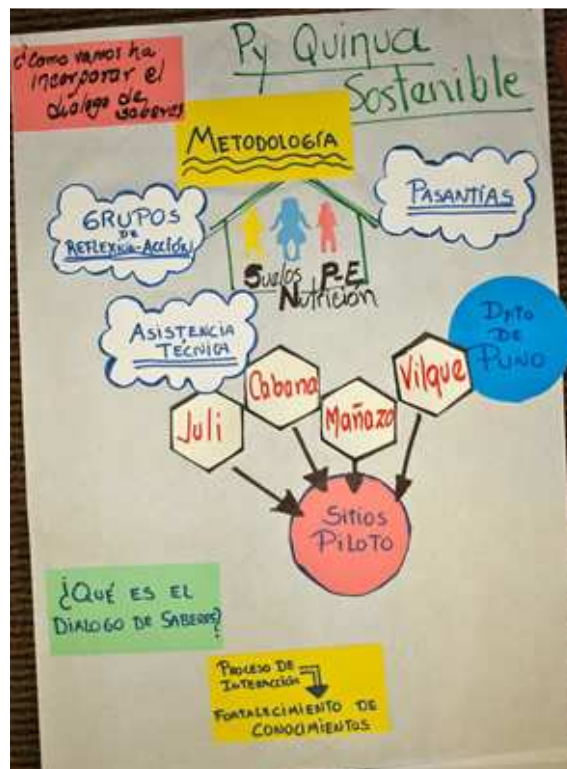 ¿Como vamos ha
incorporar el
dialogo de
saberes
Py Quinua
Sostenible
METODOLOGÍA
GRUPOS
DE
REFLEXIÓN-ACCIÓN
PASANTÍAS
Suelos P-E
Nutrición
ASISTENCIA
TÉCNICA
DPTO
DE
PUNO
Juli
Cabana
Mañazo
Vilque
SITIOS
PILOTO
¿QUÉ ES EL
DIALOGO DE SABERES?
PROCESO DE
INTERACCIÓN
FORTALECIMIENTO DE
CONOCIMIENTOS